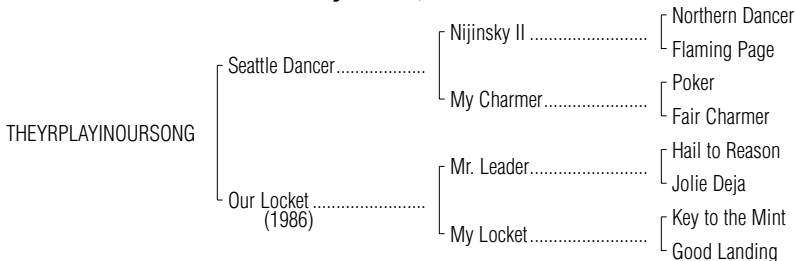 Northern Dancer
Nijinsky II
Flaming Page
Seattle Dancer
Poker
My Charmer
Fair Charmer
THEYRPLAYINOURSONG
Hail to Reason
Mr. Leader
Jolie Deja
Our Locket
(1986)
Key to the Mint
My Locket
Good Landing